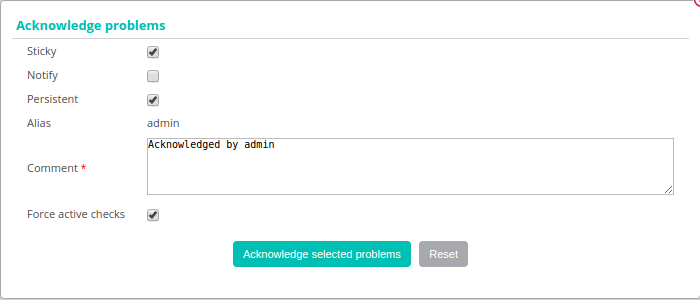 Acknowledge problems
Sticky
Notify
Persistent
Alias admin
Acknowledged by admin
Comment *
Force active checks
Acknowledge selected problems Reset